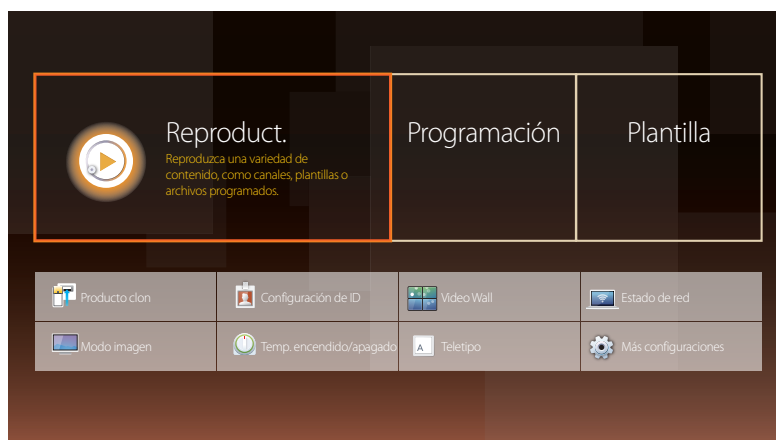 Reproduct.
Reproduzca una variedad de
contenido, como canales, plantillas o
archivos programados.
Programación
Plantilla
Producto clon
Configuración de ID
Video Wall
Estado de red
Modo imagen
Temp. encendido/apagado
A
Teletipo
Más configuraciones